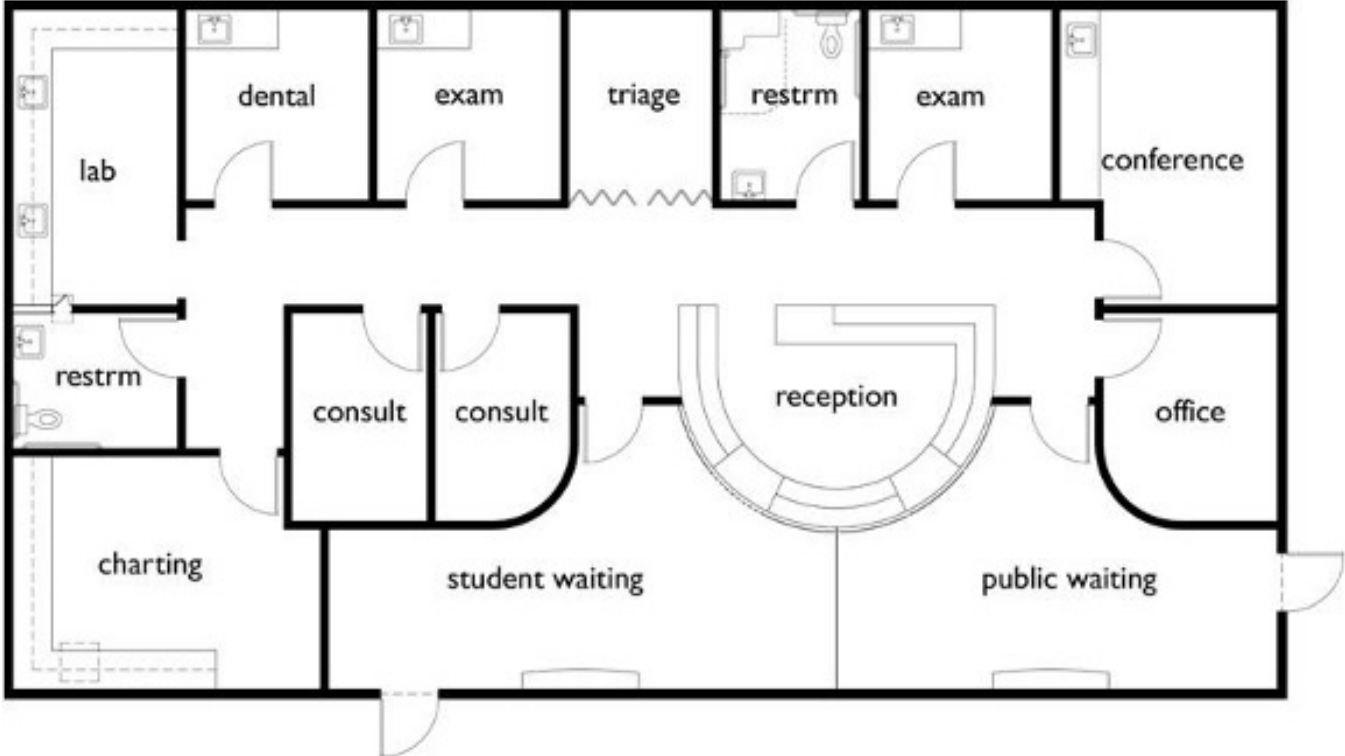 dental
exam
triage
restrm
exam
lab
conference
restrm
consult
consult
reception
office
charting
student waiting
public waiting